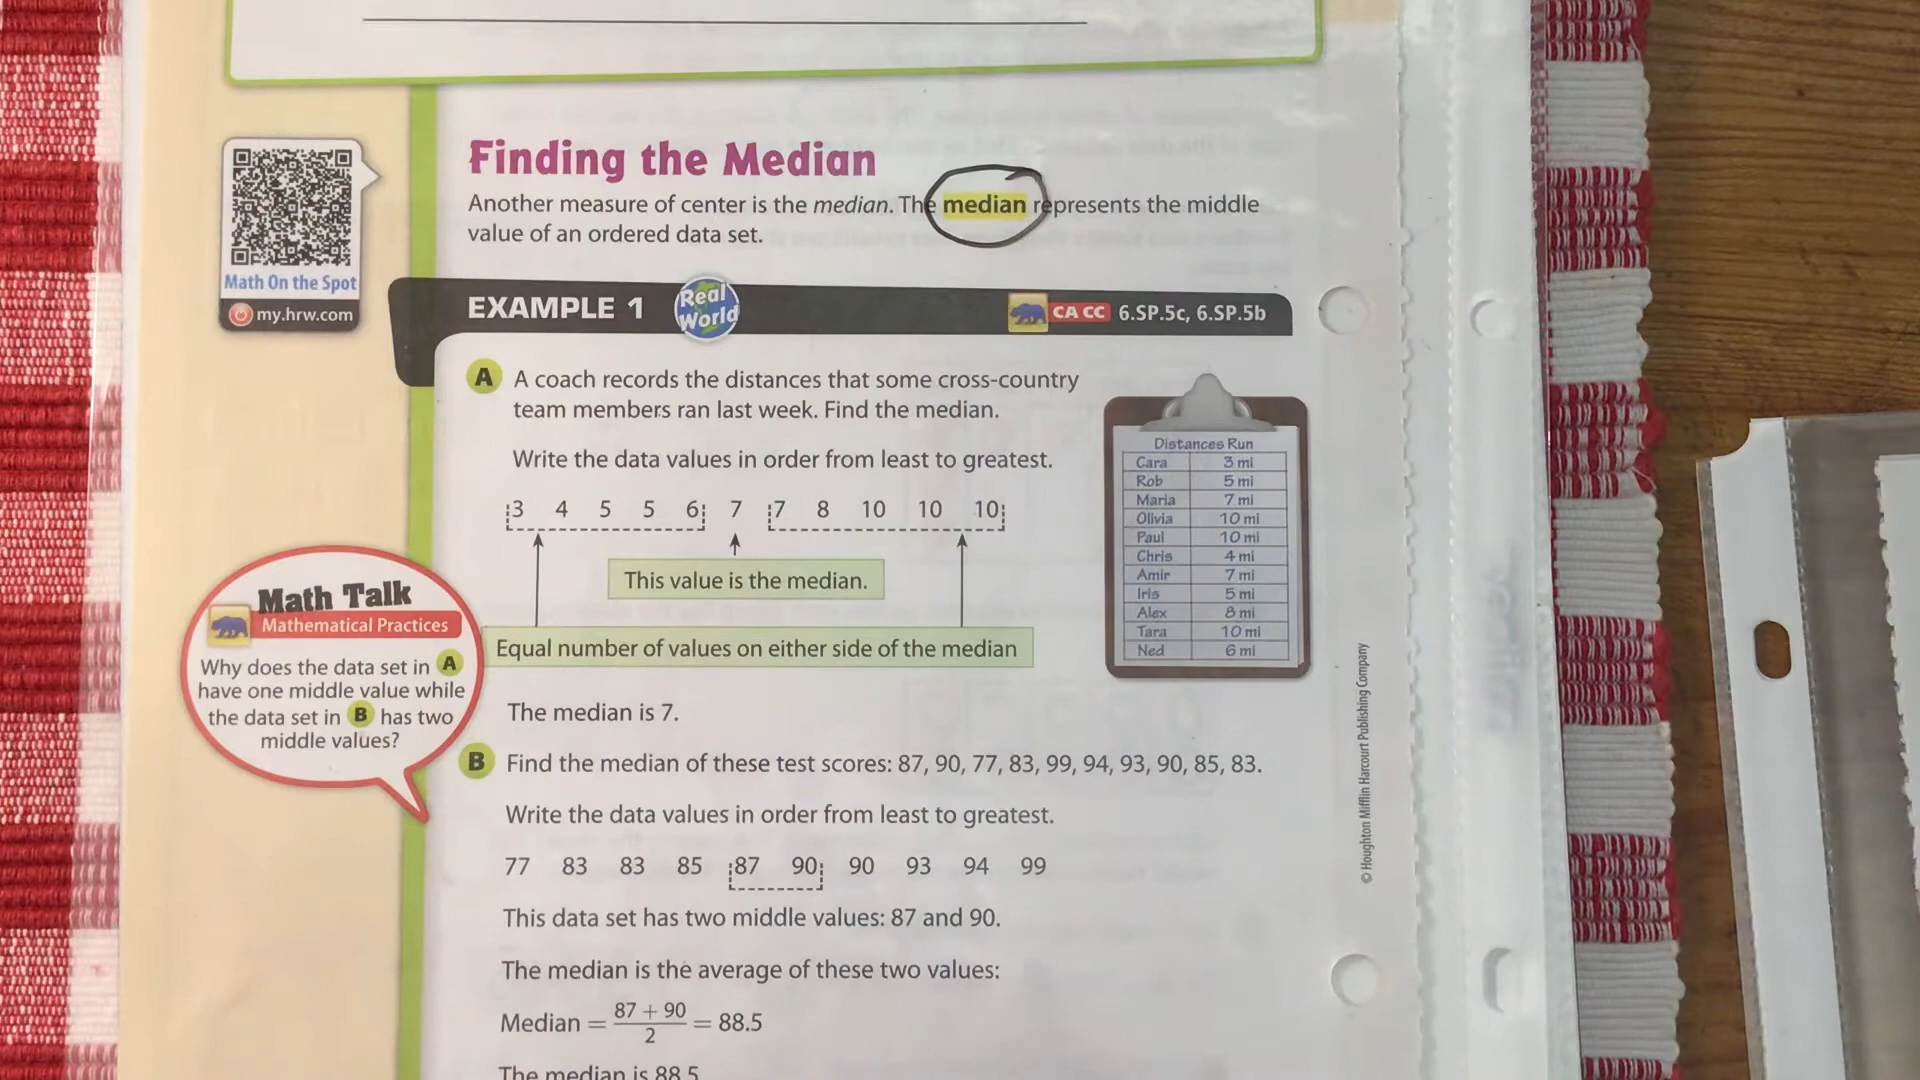 Finding the Median
Another measure of center is the median. The median represents the middle
value of an ordered data set.
Math On the Spot
my.hrw.com
EXAMPLE 1
Real
World
CA CC 6.SP.5c, 6.SP.5b
A A coach records the distances that some cross-country
team members ran last week. Find the median.
Write the data values in order from least to greatest.
3 4 5 5 6 7 7 8 10 10 10
This value is the median.
Equal number of values on either side of the median
Distances Run
Cara 3 mi
Rob 5 mi
Maria 7 mi
Olivia 10 mi
Paul 10 mi
Chris 4 mi
Amir 7 mi
Iris 5 mi
Alex 8 mi
Tara 10 mi
Ned 6 mi
Math Talk
Mathematical Practices
Why does the data set in A
have one middle value while
the data set in B has two
middle values?
The median is 7.
B Find the median of these test scores: 87, 90, 77, 83, 99, 94, 93, 90, 85, 83.
Write the data values in order from least to greatest.
77 83 83 85 87 90 90 93 94 99
This data set has two middle values: 87 and 90.
The median is the average of these two values:
Median = 87 + 90 / 2 = 88.5
The median is 88.5
© Houghton Mifflin Harcourt Publishing Company